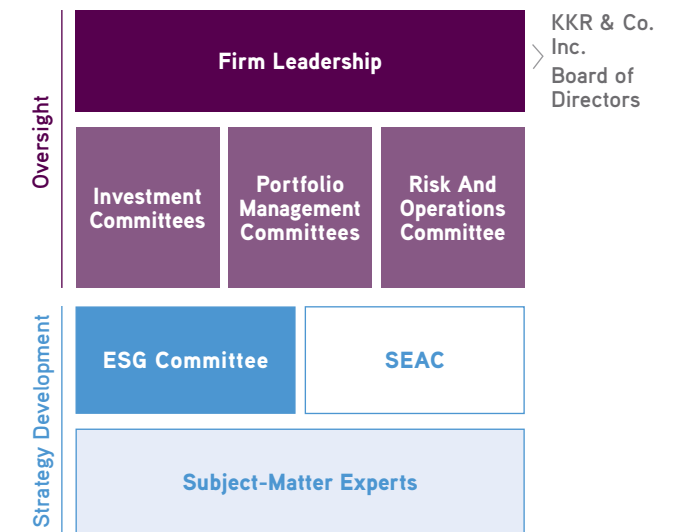 Oversight
Firm Leadership
KKR & Co.
Inc.
Board of
Directors
Investment
Committees
Portfolio
Management
Committees
Risk And
Operations
Committee
Strategy Development
ESG Committee
SEAC
Subject-Matter Experts